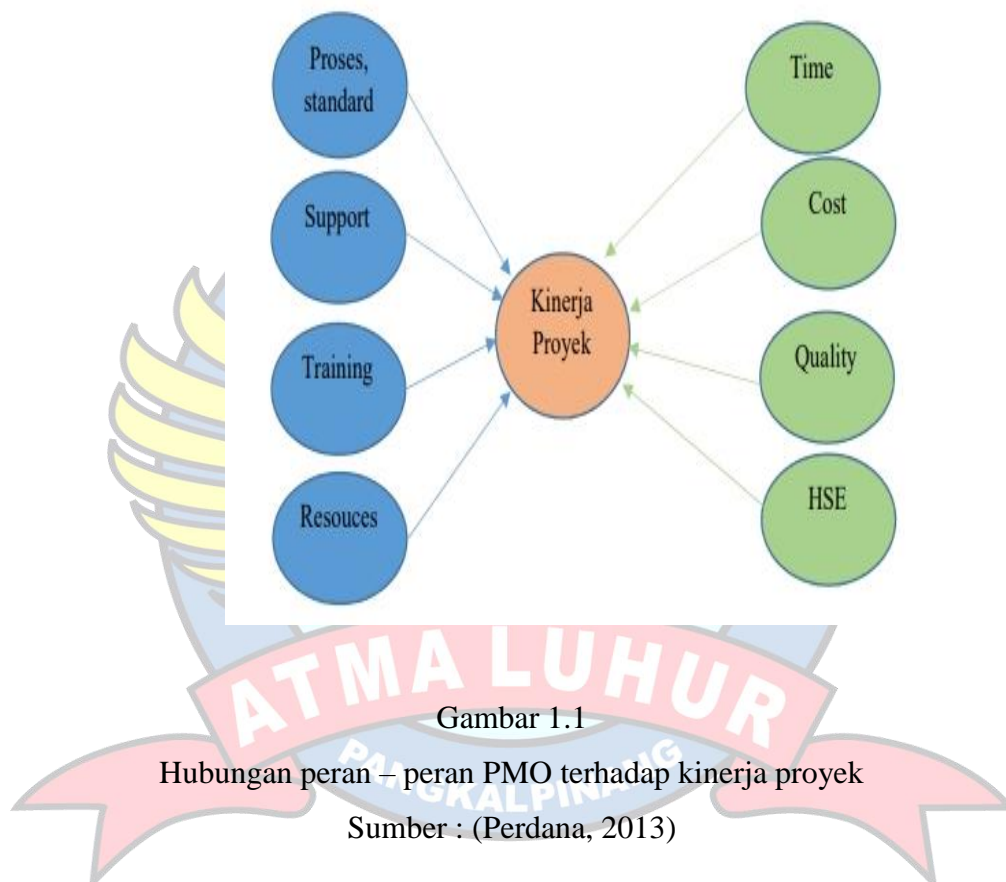 Proses,
standard
Support
Training
Resouces
Kinerja
Proyek
Time
Cost
Quality
HSE
ATMA LUHUR
PANGKALPINANG
Gambar 1.1
Hubungan peran – peran PMO terhadap kinerja proyek
Sumber : (Perdana, 2013)